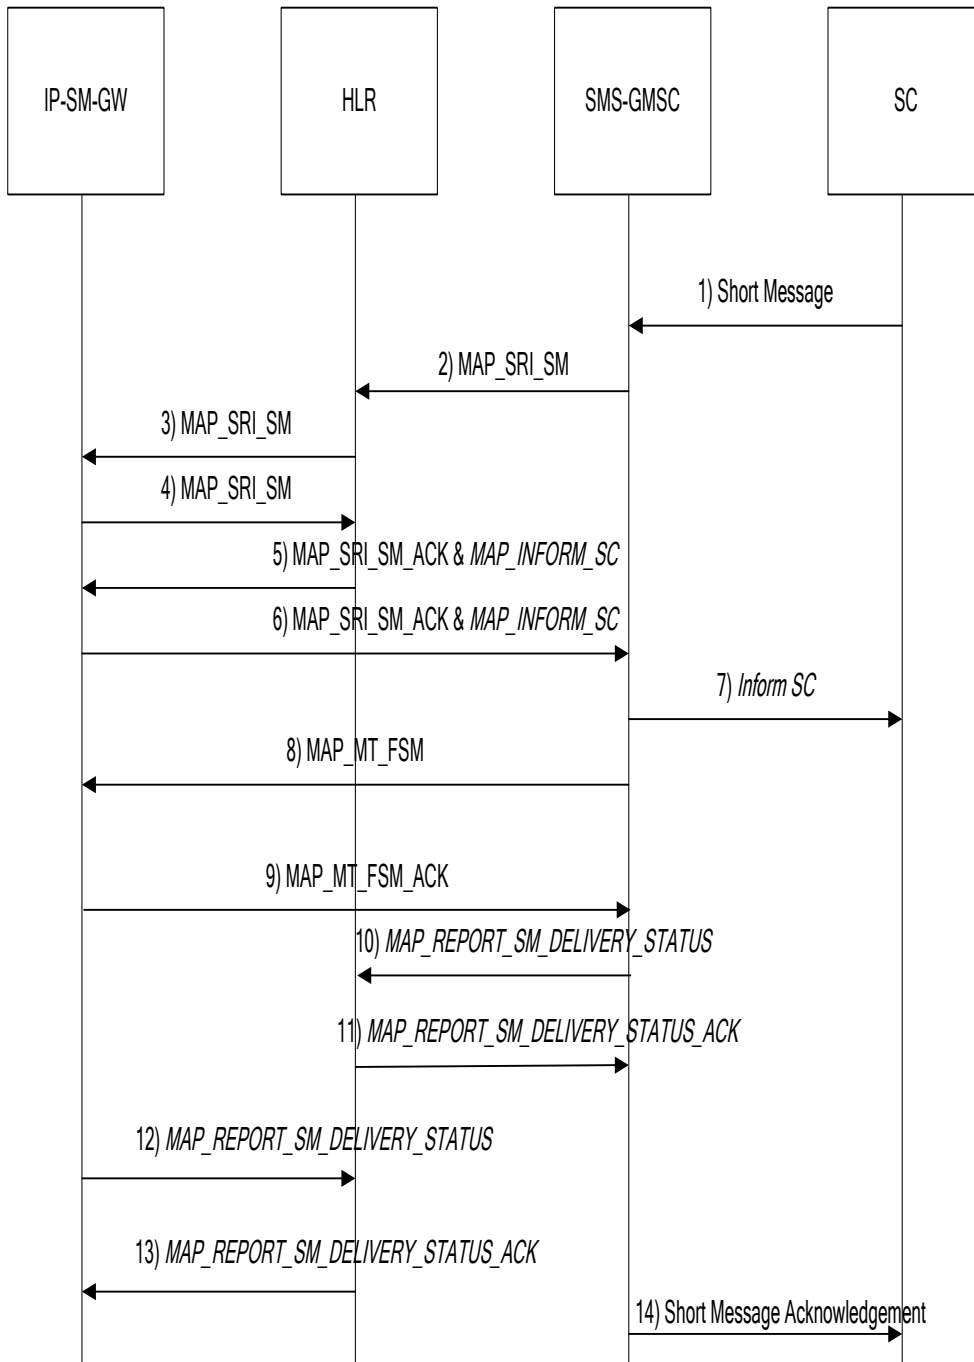 IP-SM-GW
HLR
SMS-GMSC
SC
1) Short Message
2) MAP_SRI_SM
3) MAP_SRI_SM
4) MAP_SRI_SM
5) MAP_SRI_SM_ACK & MAP_INFORM_SC
6) MAP_SRI_SM_ACK & MAP_INFORM_SC
7) Inform SC
8) MAP_MT_FSM
9) MAP_MT_FSM_ACK
10) MAP_REPORT_SM_DELIVERY_STATUS
11) MAP_REPORT_SM_DELIVERY_STATUS_ACK
12) MAP_REPORT_SM_DELIVERY_STATUS
13) MAP_REPORT_SM_DELIVERY_STATUS_ACK
14) Short Message Acknowledgement